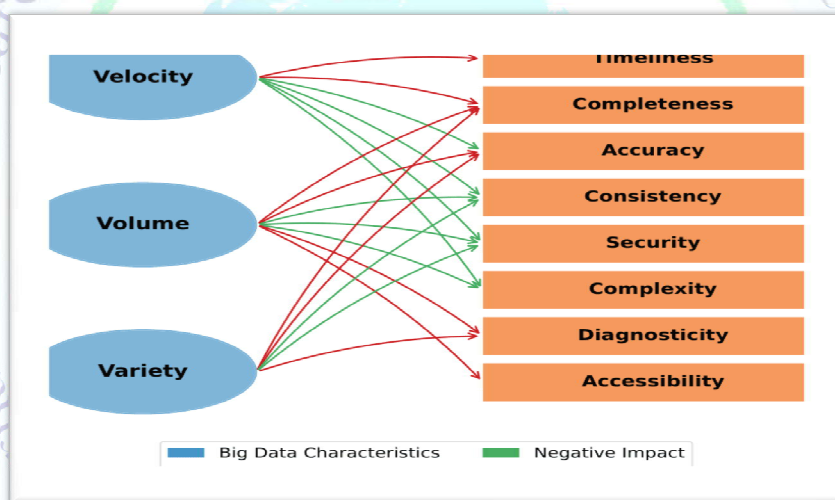 Velocity
Volume
Variety
Timeliness
Completeness
Accuracy
Consistency
Security
Complexity
Diagnosticity
Accessibility
Big Data Characteristics
Negative Impact